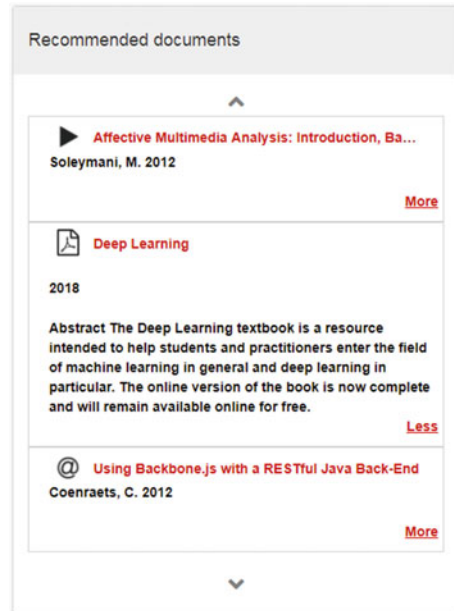 Recommended documents
Affective Multimedia Analysis: Introduction, Ba...
Soleymani, M. 2012
More
Deep Learning
2018
Abstract The Deep Learning textbook is a resource
intended to help students and practitioners enter the field
of machine learning in general and deep learning in
particular. The online version of the book is now complete
and will remain available online for free.
Less
@ Using Backbone.js with a RESTful Java Back-End
Coenraets, C. 2012
More